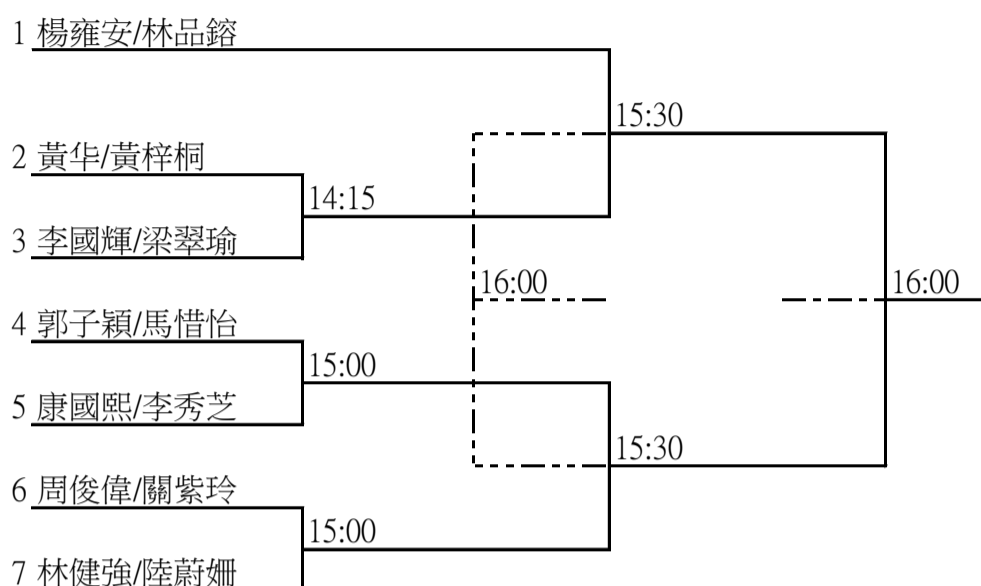 1 楊雍安/林品鎔
15:30
2 黃华/黃梓桐
14:15
3 李國輝/梁翠瑜
16:00
16:00
4 郭子穎/馬惜怡
15:00
5 康國熙/李秀芝
15:30
6 周俊偉/關紫玲
15:00
7 林健強/陸蔚姍